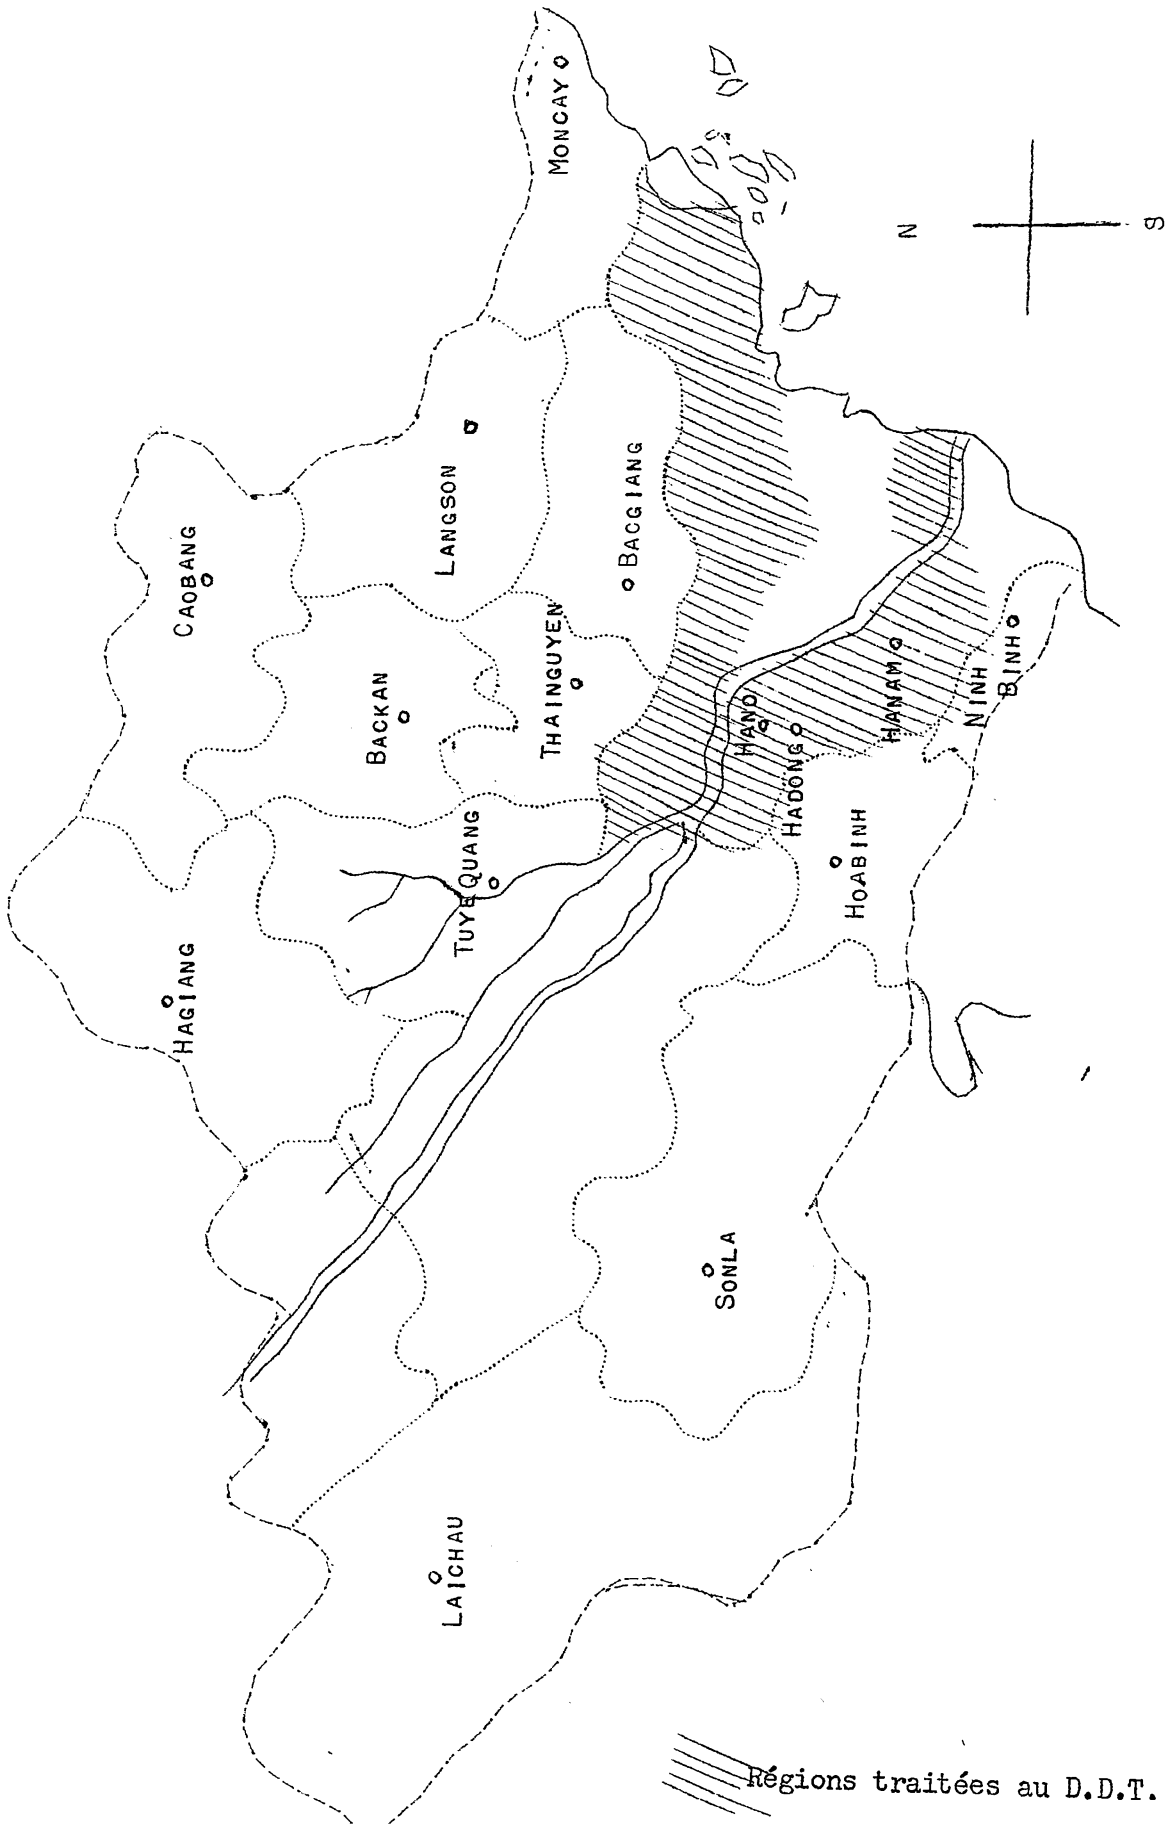 MONCAY
N
S
CAOBANG
LANGSON
BACGIANG
BACKAN
THAINGUYEN
HANOI
HADONG
HANAM
NINH
BINH
TUYEQUANG
HOABINH
HAGIANG
SONLA
LAICHAU
Régions traitées au D.D.T.